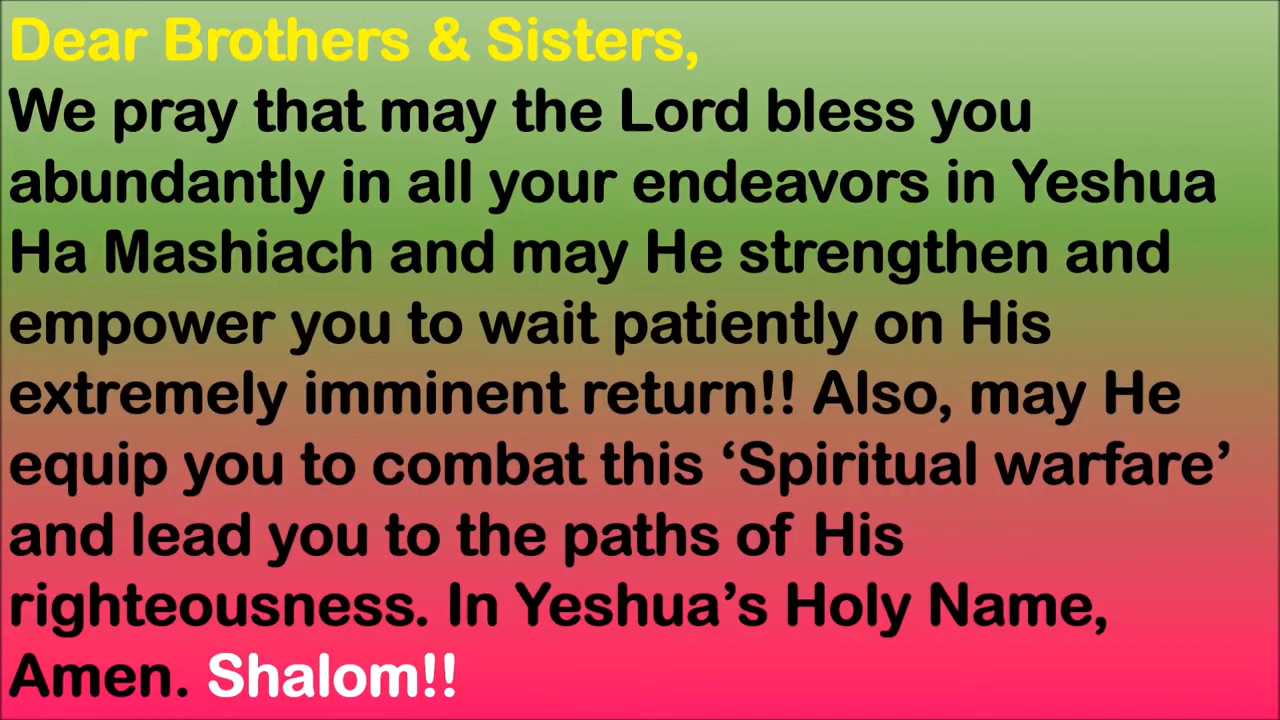 Dear Brothers & Sisters,
We pray that may the Lord bless you
abundantly in all your endeavors in Yeshua
Ha Mashiach and may He strengthen and
empower you to wait patiently on His
extremely imminent return!! Also, may He
equip you to combat this ‘Spiritual warfare’
and lead you to the paths of His
righteousness. In Yeshua’s Holy Name,
Amen. Shalom!!